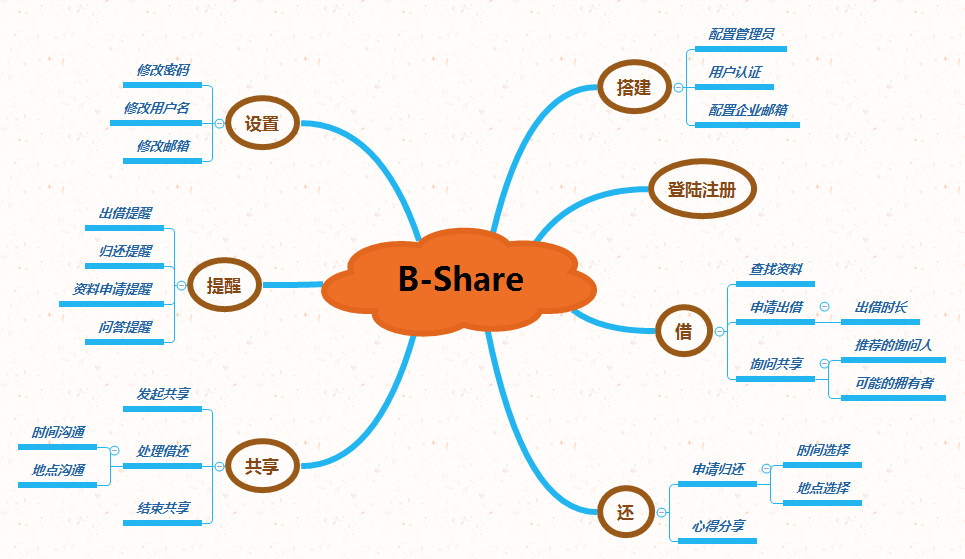 B-Share
搭建
配置管理员
用户认证
配置企业邮箱
登陆注册
借
查找资料
申请出借
出借时长
询问共享
推荐的询问人
可能的拥有者
还
申请归还
时间选择
地点选择
心得分享
设置
修改密码
修改用户名
修改邮箱
提醒
出借提醒
归还提醒
资料申请提醒
问答提醒
共享
发起共享
处理借还
时间沟通
地点沟通
结束共享